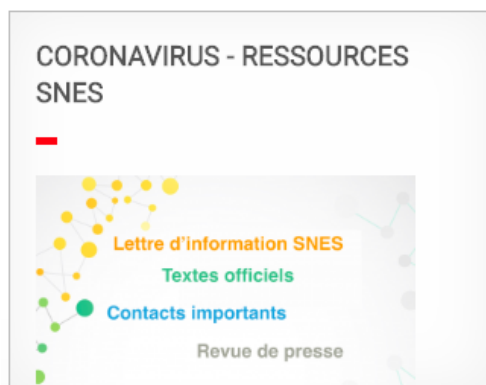 CORONAVIRUS - RESSOURCES
SNES
Lettre d'information SNES
Textes officiels
Contacts importants
Revue de presse